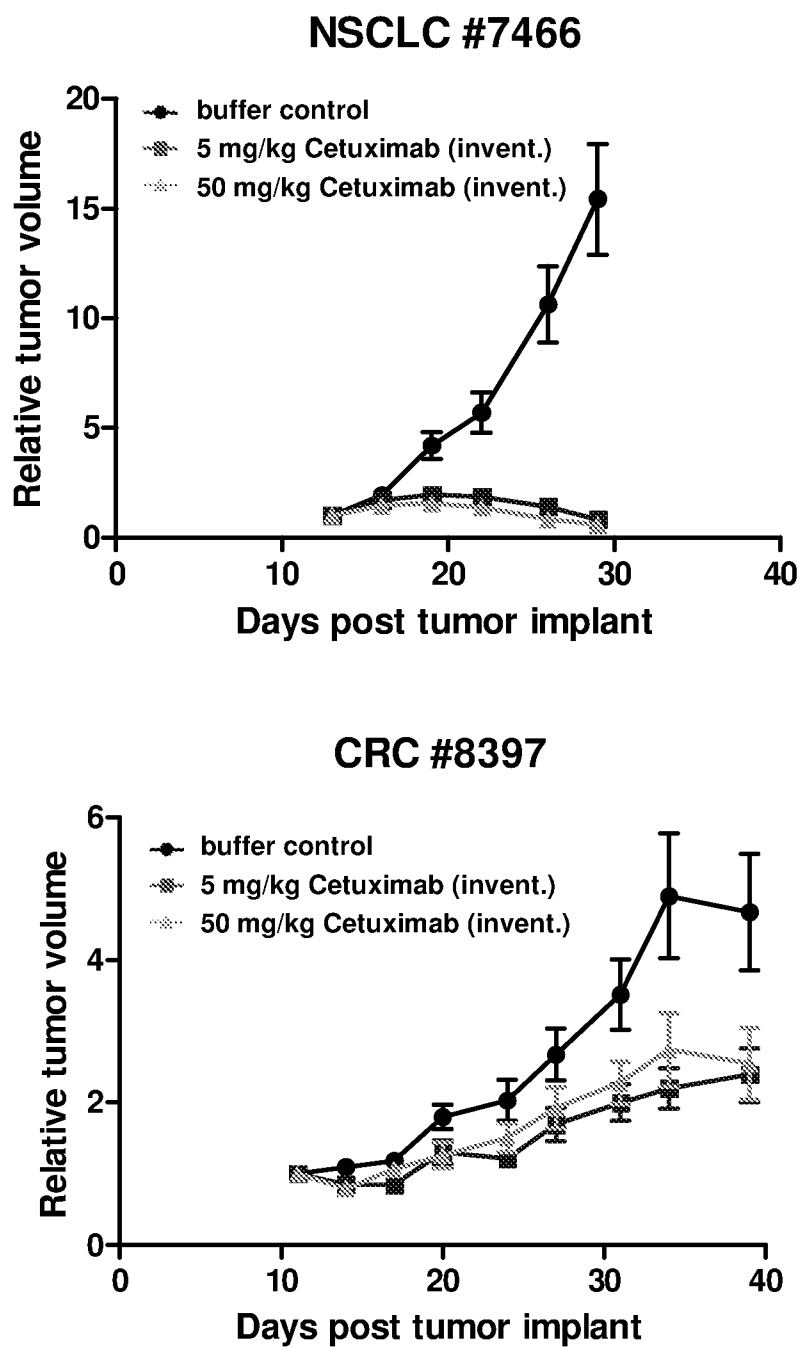 NSCLC #7466
20
15
10
5
0
Relative tumor volume
buffer control
5 mg/kg Cetuximab (invent.)
50 mg/kg Cetuximab (invent.)
0 10 20 30 40
Days post tumor implant
CRC #8397
6
4
2
0
Relative tumor volume
buffer control
5 mg/kg Cetuximab (invent.)
50 mg/kg Cetuximab (invent.)
0 10 20 30 40
Days post tumor implant